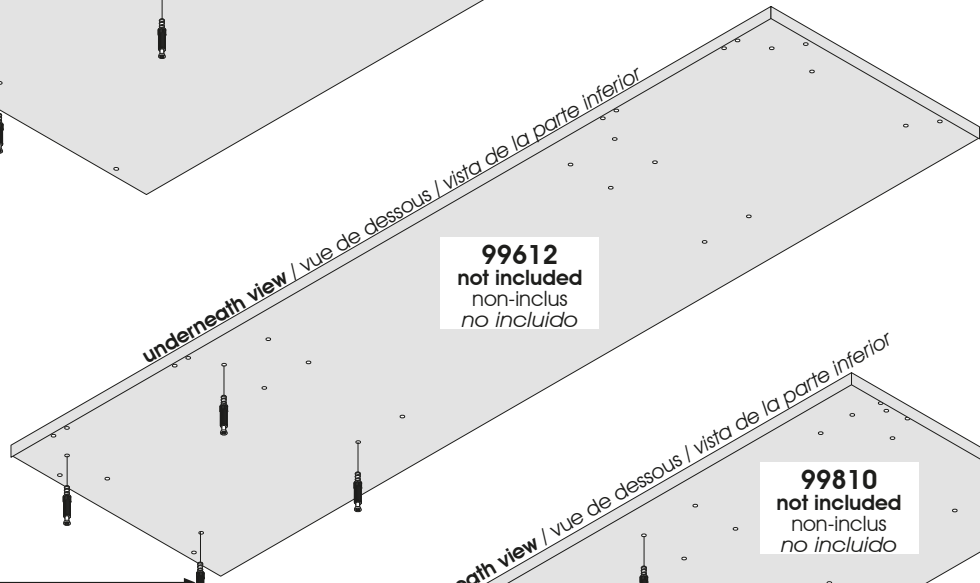 underneath view / vue de dessous / vista de la parte inferior
99612
not included
non-inclus
no incluido
view / vue de dessous / vista de la parte inferior
99810
not included
non-inclus
no incluido